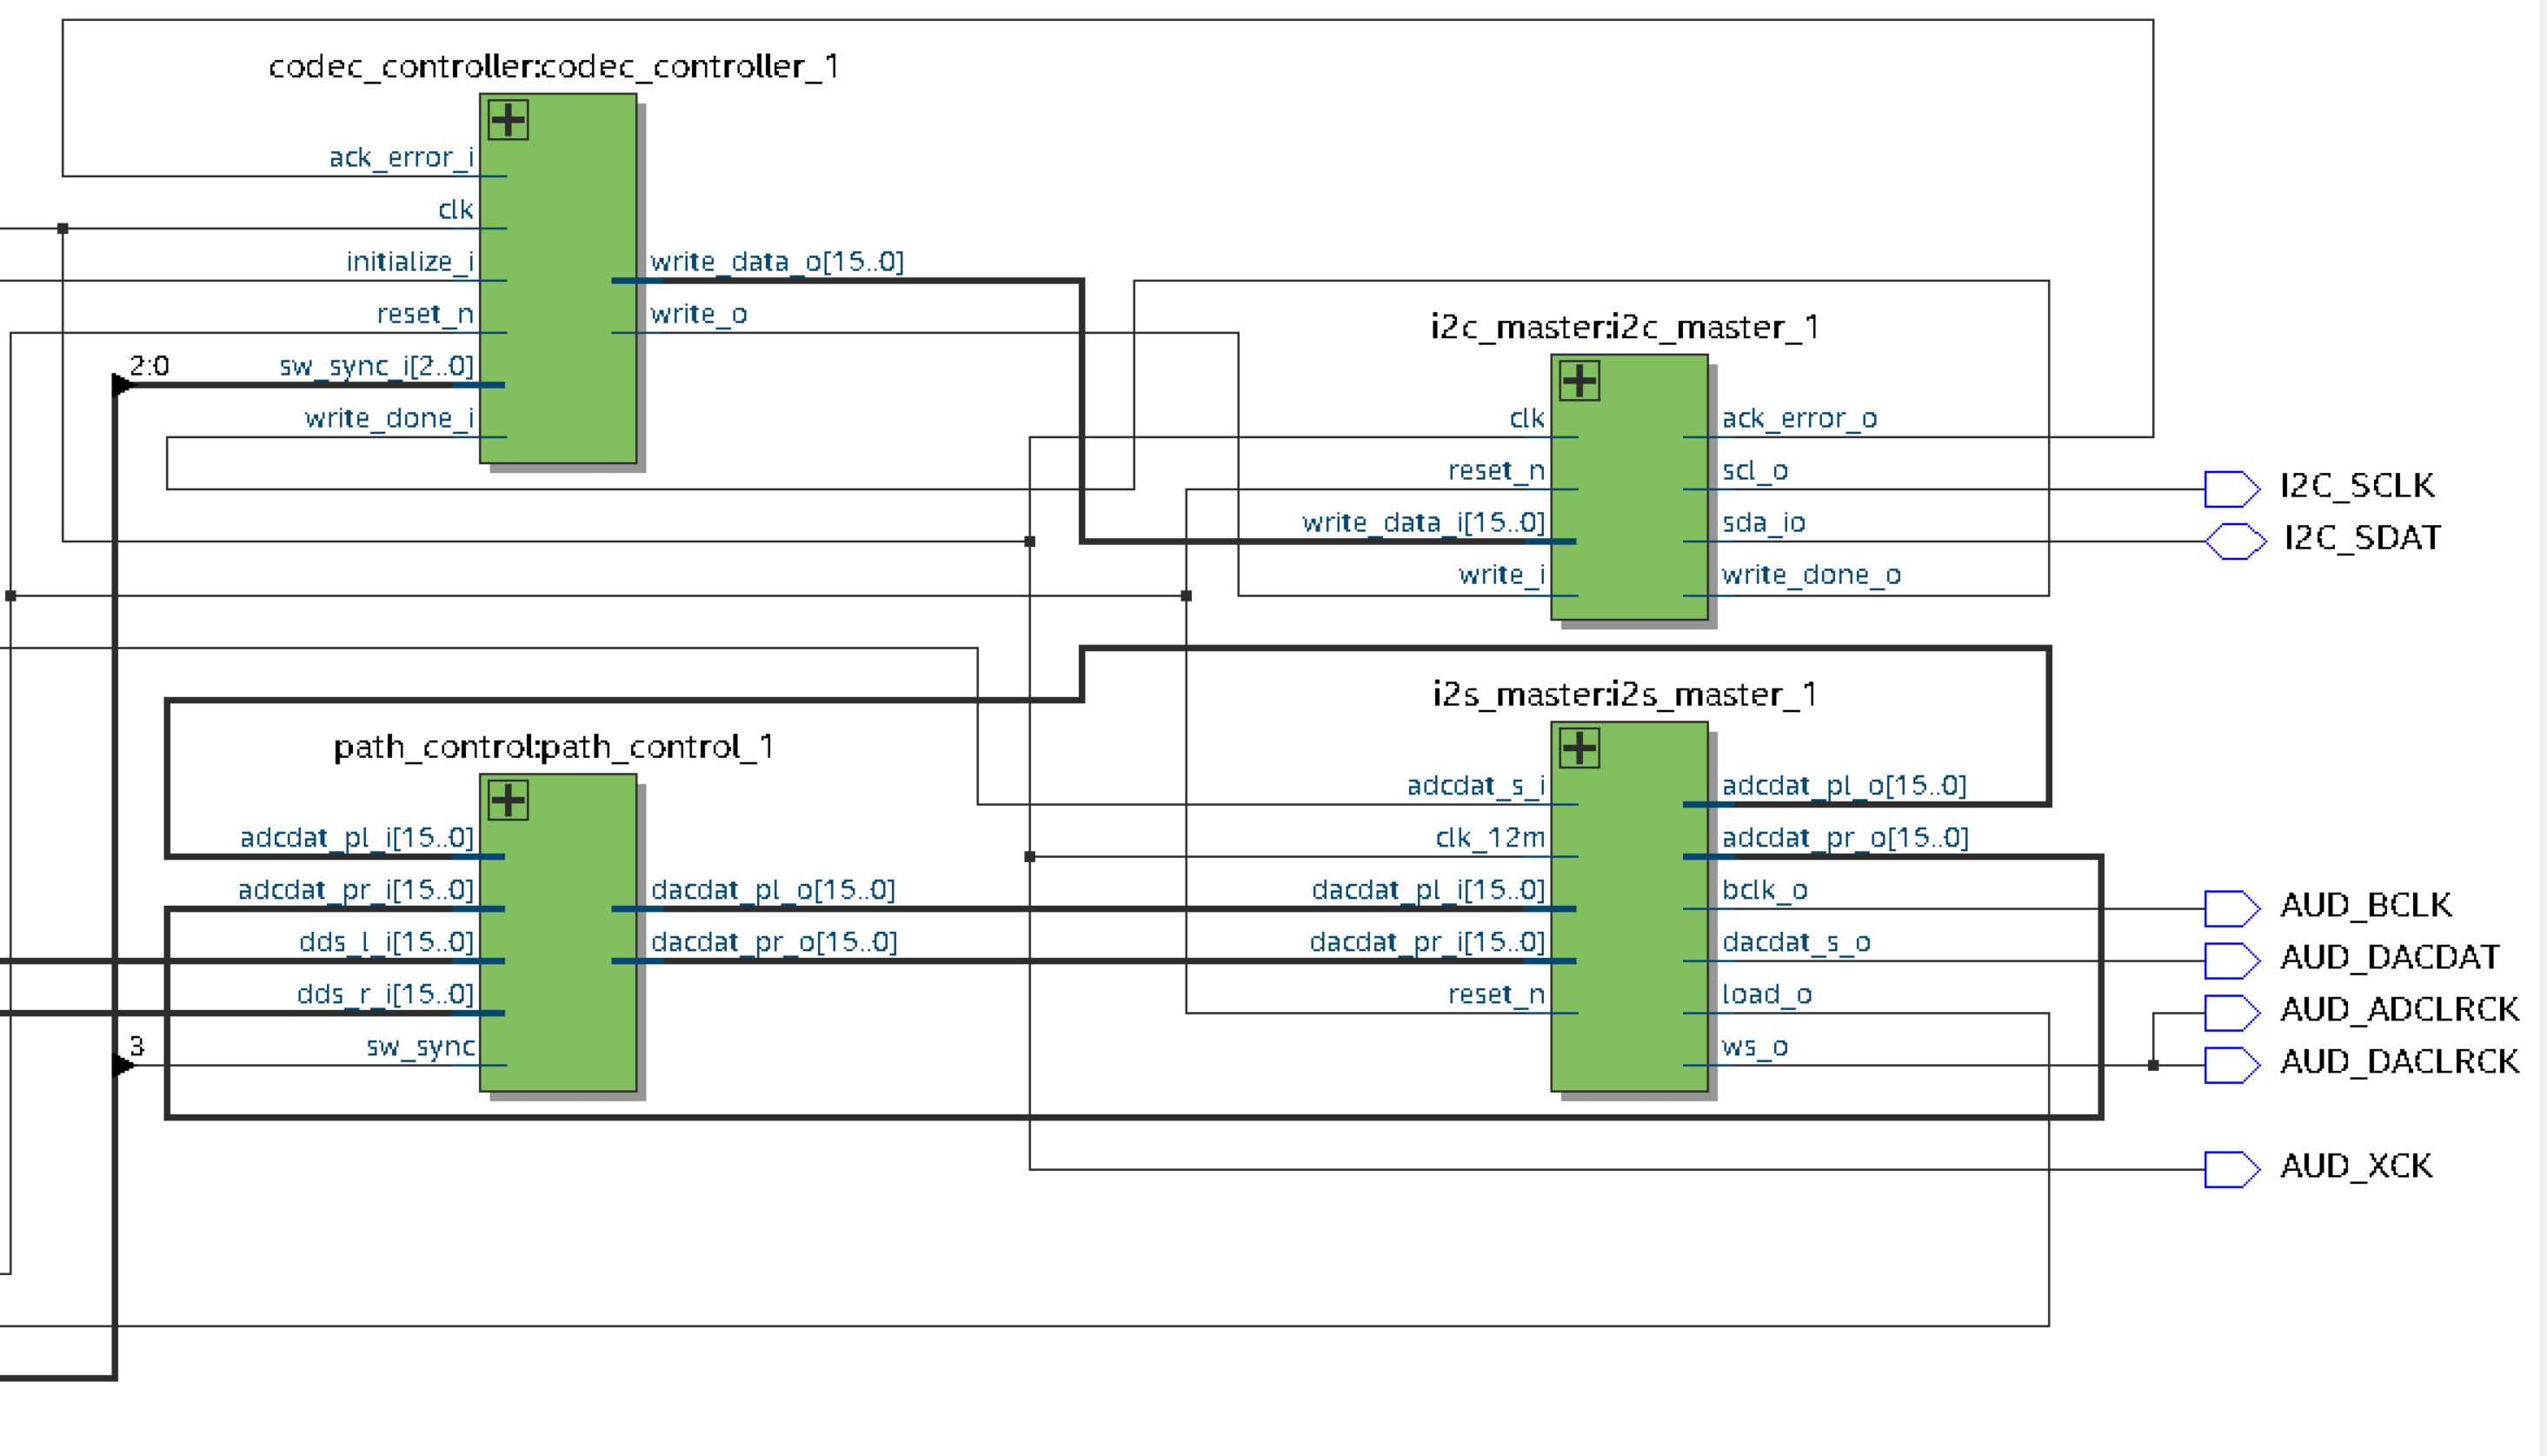 codec_controller:codec_controller_1
ack_error_i
clk
initialize_i
reset_n
2:0
sw_sync_i[2..0]
write_done_i
write_data_o[15..0]
write_o
i2c_master:i2c_master_1
clk
reset_n
write_data_i[15..0]
write_i
ack_error_o
scl_o
sda_io
write_done_o
I2C_SCLK
I2C_SDAT
path_control:path_control_1
adcdat_pl_i[15..0]
adcdat_pr_i[15..0]
dds_l_i[15..0]
dds_r_i[15..0]
3
sw_sync
dacdat_pl_o[15..0]
dacdat_pr_o[15..0]
i2s_master:i2s_master_1
adcdat_s_i
clk_12m
dacdat_pl_i[15..0]
dacdat_pr_i[15..0]
reset_n
adcdat_pl_o[15..0]
adcdat_pr_o[15..0]
bclk_o
dacdat_s_o
load_o
ws_o
AUD_BCLK
AUD_DACDAT
AUD_ADCLRCK
AUD_DACLRCK
AUD_XCK